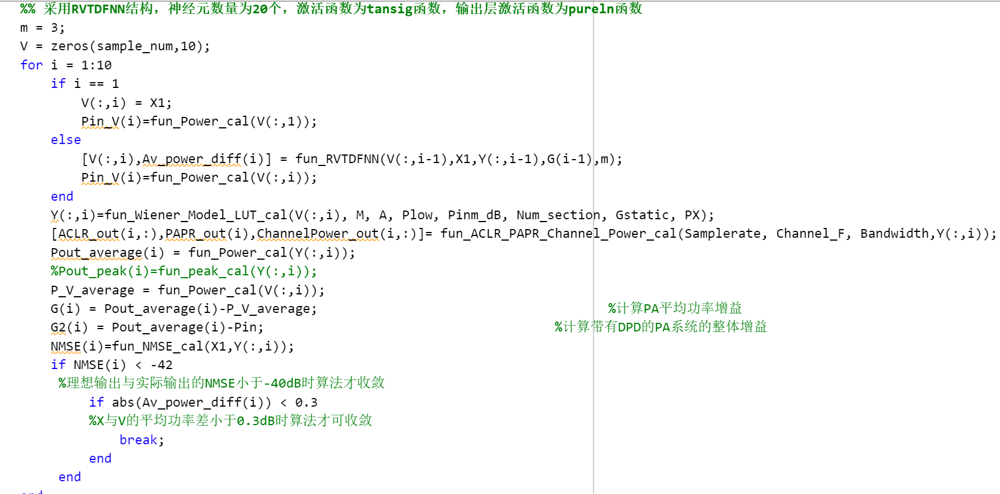 %% 采用RVTDFNN结构，神经元数量为20个，激活函数为tansig函数，输出层激活函数为pureln函数
m = 3;
V = zeros(sample_num,10);
for i = 1:10
if i == 1
V(:,i) = X1;
Pin_V(i)=fun_Power_cal(V(:,1));
else
[V(:,i),Av_power_diff(i)] = fun_RVTDFNN(V(:,i-1),X1,Y(:,i-1),G(i-1),m);
Pin_V(i)=fun_Power_cal(V(:,i));
end
Y(:,i)=fun_Wiener_Model_LUT_cal(V(:,i), M, A, Plow, Pinm_dB, Num_section, Gstatic, PX);
[ACLR_out(i,:),PAPR_out(i),ChannelPower_out(i,:)]= fun_ACLR_PAPR_Channel_Power_cal(Samplerate, Channel_F, Bandwidth,Y(:,i));
Pout_average(i) = fun_Power_cal(Y(:,i));
%Pout_peak(i)=fun_peak_cal(Y(:,i));
P_V_average = fun_Power_cal(V(:,i));
G(i) = Pout_average(i)-P_V_average; %计算PA平均功率增益
G2(i) = Pout_average(i)-Pin; %计算带有DPD的PA系统的整体增益
NMSE(i)=fun_NMSE_cal(X1,Y(:,i));
if NMSE(i) < -42
%理想输出与实际输出的NMSE小于-40dB时算法才收敛
if abs(Av_power_diff(i)) < 0.3
%X与V的平均功率差小于0.3dB时算法才可收敛
break;
end
end
end